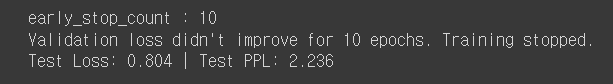 early_stop_count : 10
Validation loss didn't improve for 10 epochs. Training stopped.
Test Loss: 0.804 | Test PPL: 2.236